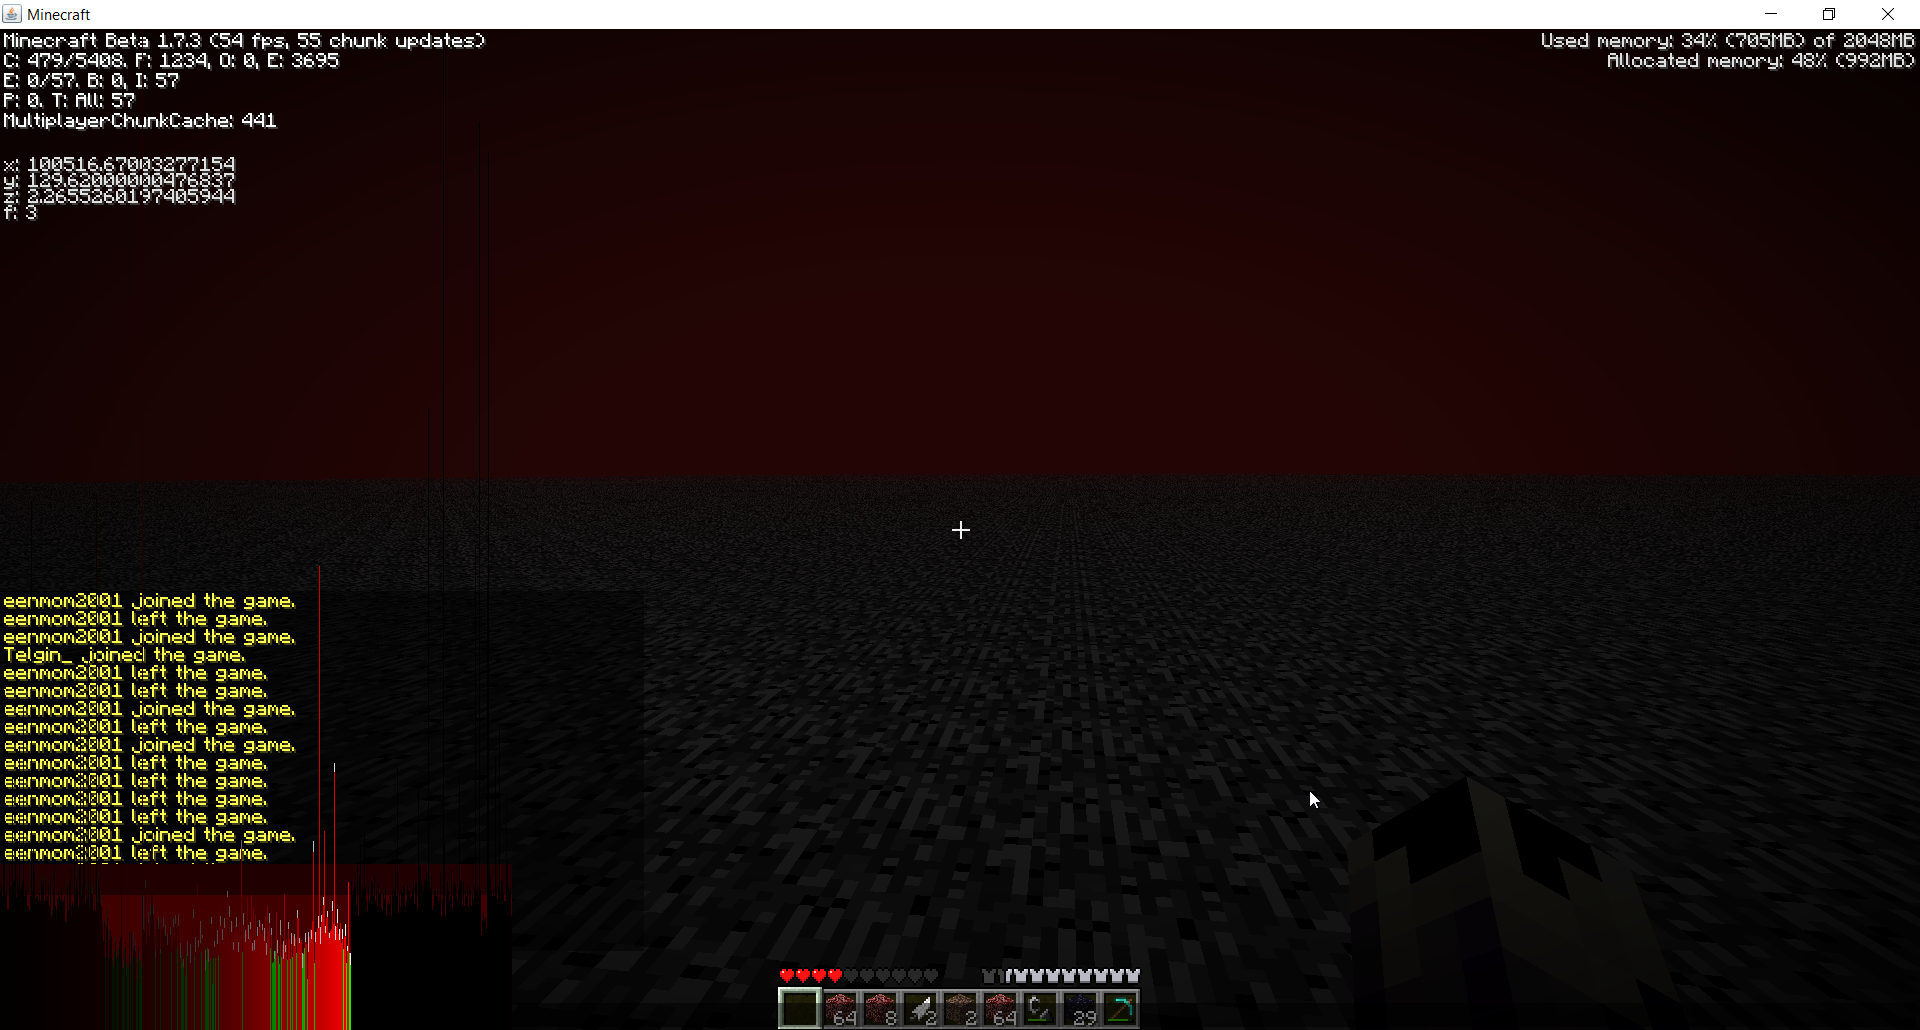 Minecraft
Minecraft Beta 1.7.3 (54 fps, 55 chunk updates)
C: 479/5408. F: 1234, O: 0, E: 3695
E: 0/57. B: 0, I: 57
P: 0. T: All: 57
MultiplayerChunkCache: 441
Used memory: 34% (705MB) of 2048MB
Allocated memory: 48% (992MB)
x: 100516.67003277154
y: 129.62000000476837
z: 2.2655260197405944
f: 3
eenmom2001 joined the game.
eenmom2001 left the game.
eenmom2001 joined the game.
Telgin_ joined the game.
eenmom2001 left the game.
eenmom2001 left the game.
eenmom2001 joined the game.
eenmom2001 left the game.
eenmom2001 joined the game.
eenmom2001 left the game.
eenmom2001 left the game.
eenmom2001 left the game.
eenmom2001 left the game.
eenmom2001 joined the game.
eenmom2001 left the game.
64 8 2 2 64 29